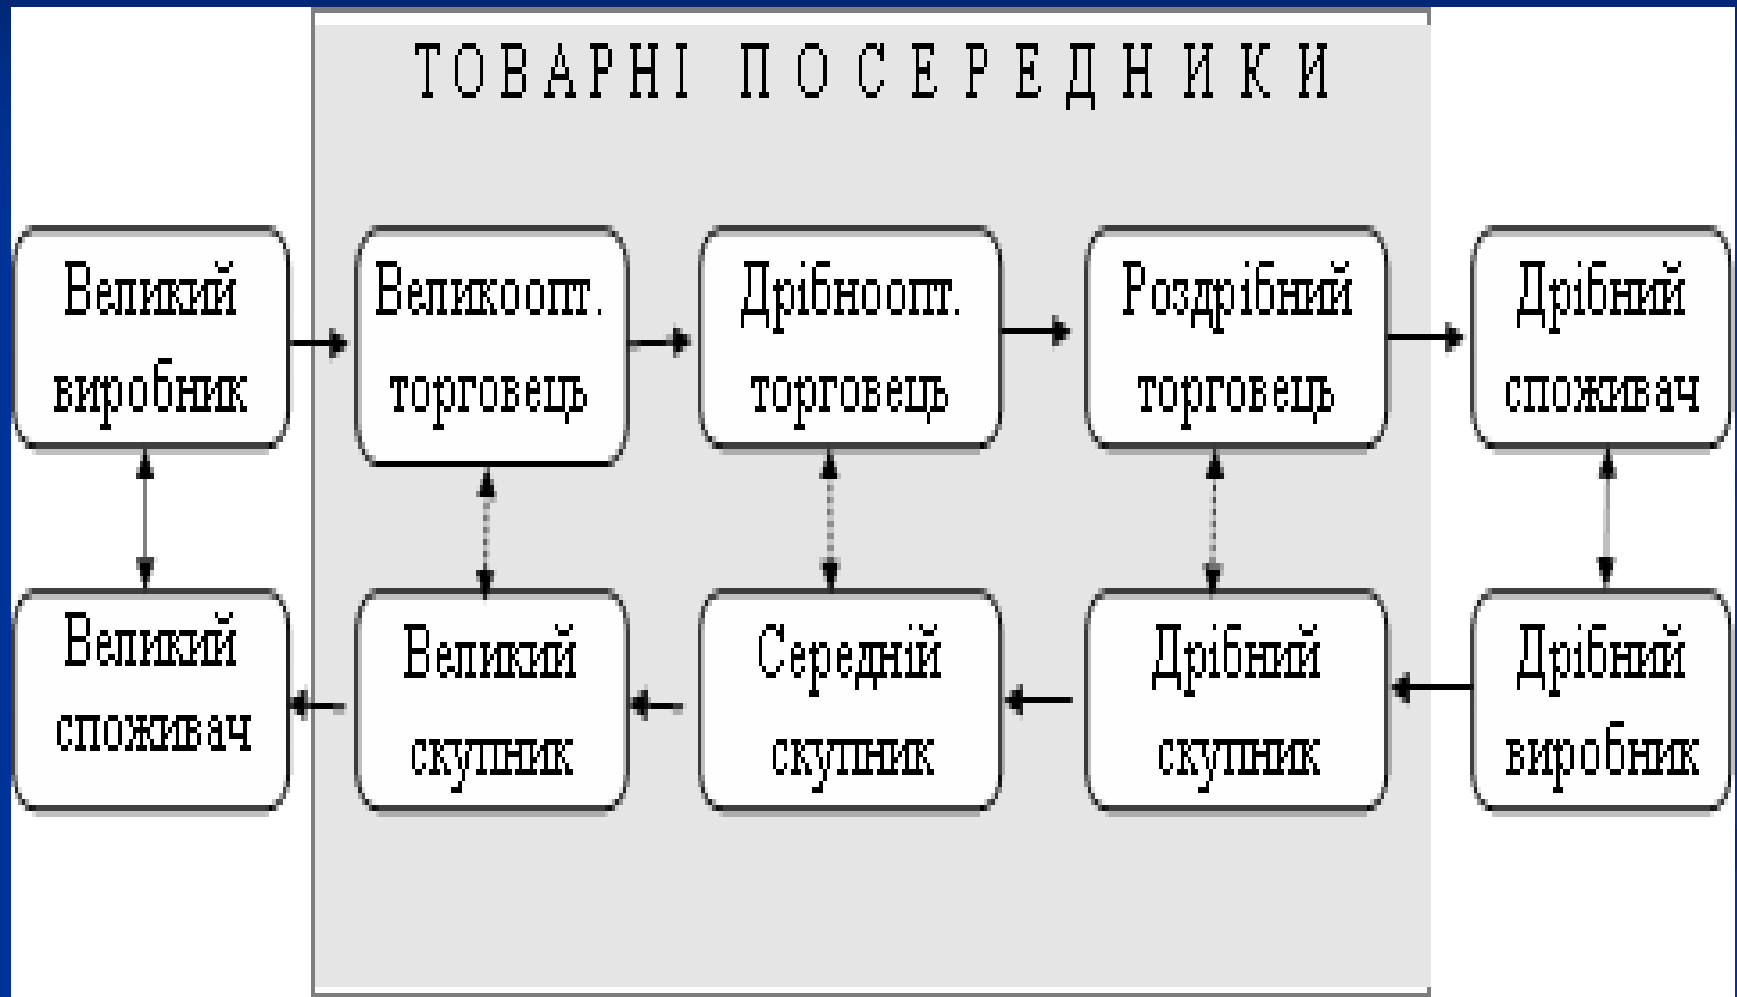 ТОВАРНІ ПОСЕРЕДНИКИ
Великий
виробник
Великоопт.
торговець
Дрібноопт.
торговець
Роздрібний
торговець
Дрібний
споживач
Великий
споживач
Великий
скупник
Середній
скупник
Дрібний
скупник
Дрібний
виробник